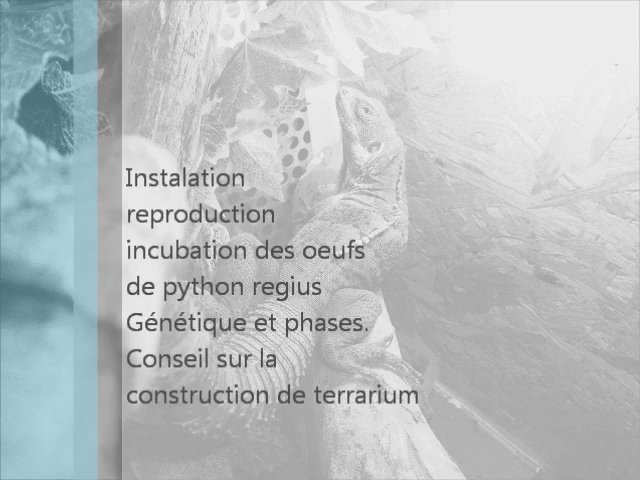 Instalation
reproduction
incubation des oeufs
de python regius
Génétique et phases.
Conseil sur la
construction de terrarium